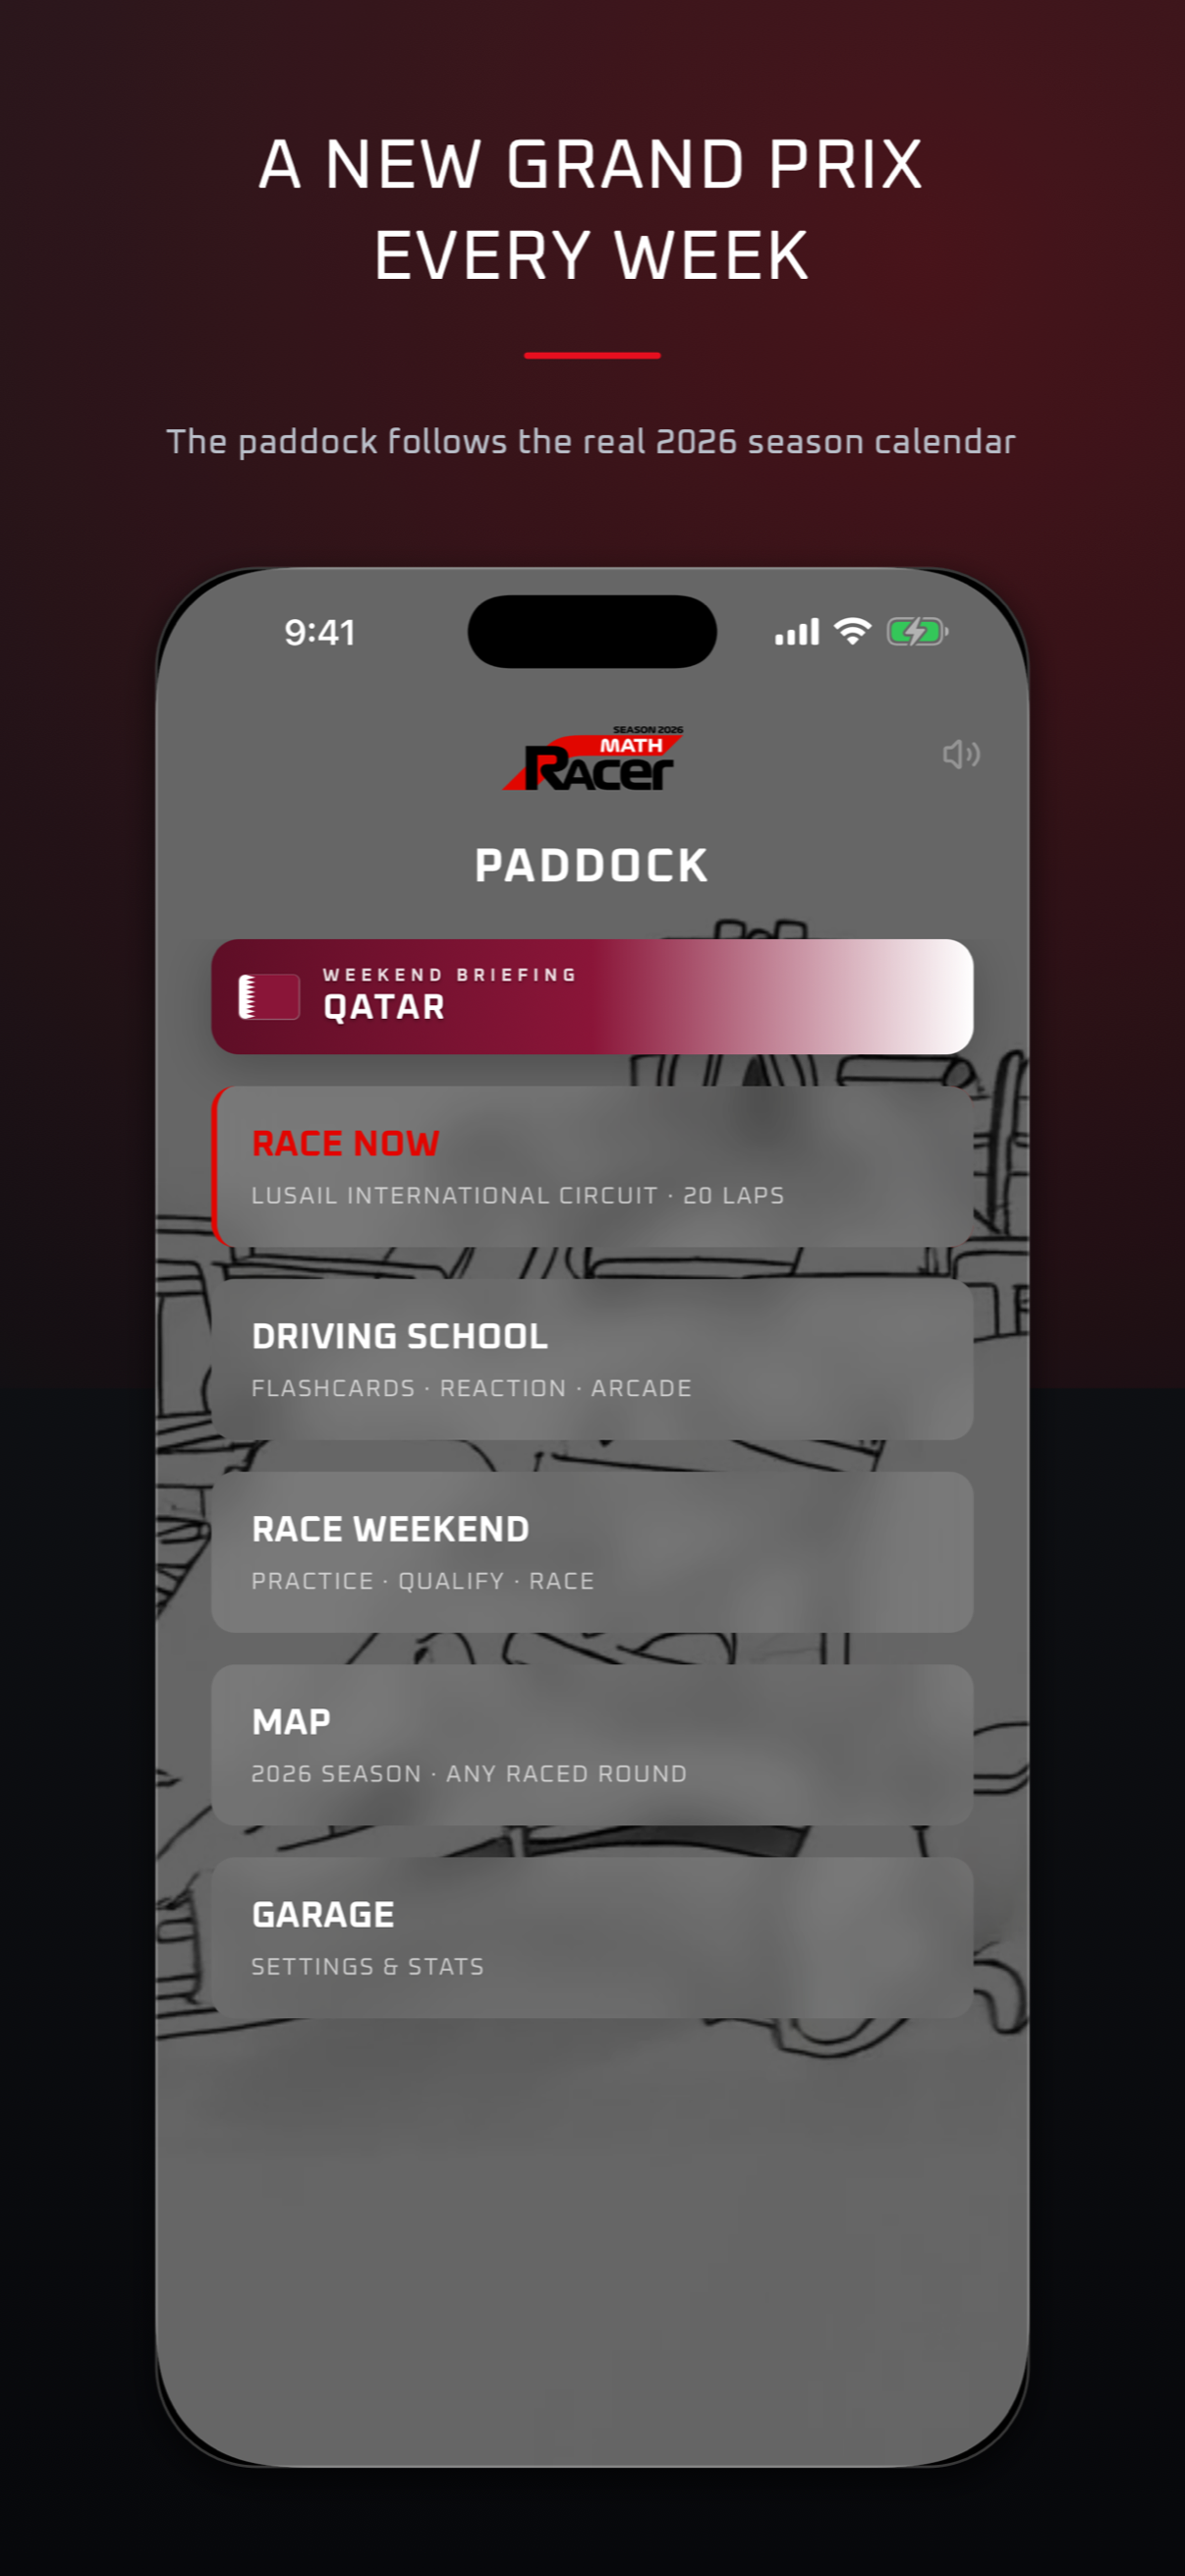 A NEW GRAND PRIX
EVERY WEEK
The paddock follows the real 2026 season calendar
9:41
SEASON 2026
MATH
Racer
PADDOCK
WEEKEND BRIEFING
QATAR
RACE NOW
LUSAIL INTERNATIONAL CIRCUIT · 20 LAPS
DRIVING SCHOOL
FLASHCARDS · REACTION · ARCADE
RACE WEEKEND
PRACTICE · QUALIFY · RACE
MAP
2026 SEASON · ANY RACED ROUND
GARAGE
SETTINGS & STATS